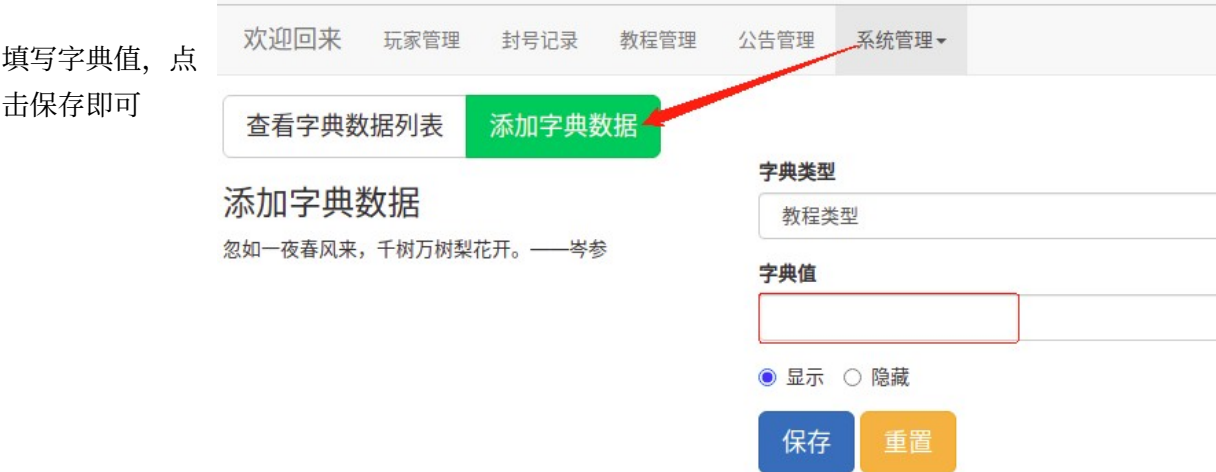 填写字典值，点
击保存即可
欢迎回来 玩家管理 封号记录 教程管理 公告管理 系统管理
查看字典数据列表 添加字典数据
添加字典数据
忽如一夜春风来，千树万树梨花开。——岑参
字典类型
教程类型
字典值
显示 隐藏
保存 重置